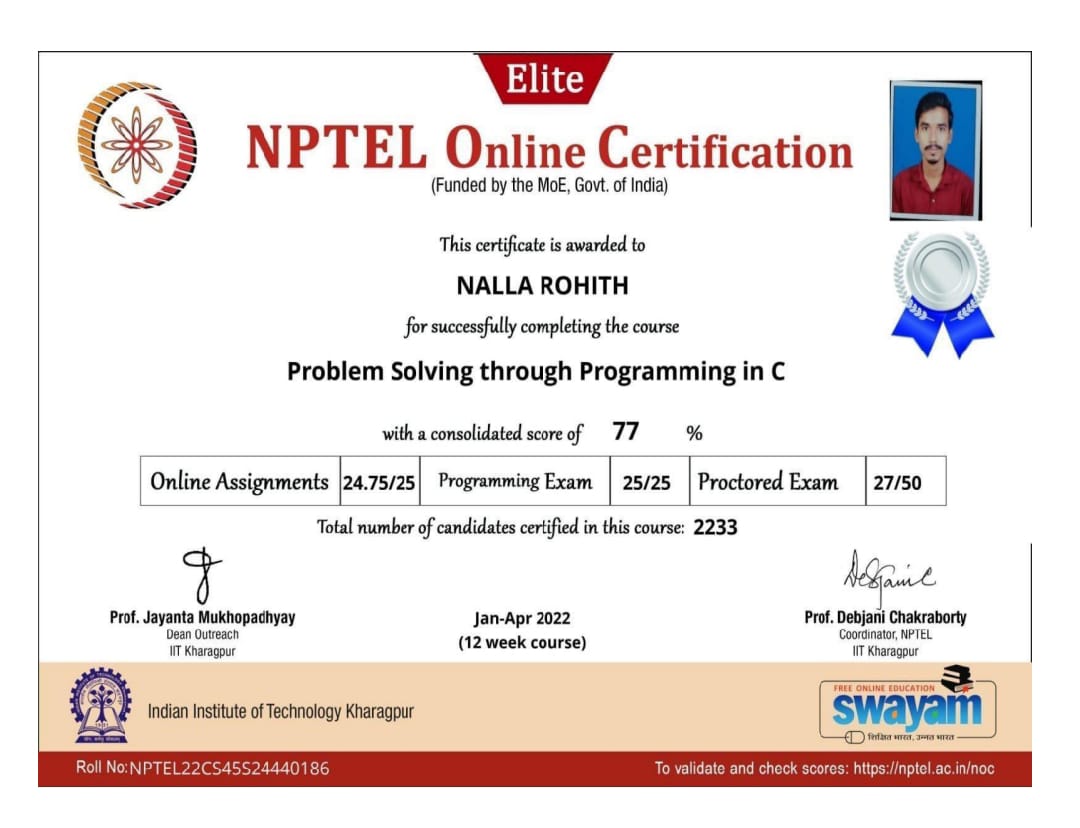 Elite
NPTEL Online Certification
(Funded by the MoE, Govt. of India)
This certificate is awarded to
NALLA ROHITH
for successfully completing the course
Problem Solving through Programming in C
with a consolidated score of 77 %
Online Assignments 24.75/25 Programming Exam 25/25 Proctored Exam 27/50
Total number of candidates certified in this course: 2233
Prof. Jayanta Mukhopadhyay
Dean Outreach
IIT Kharagpur
Jan-Apr 2022
(12 week course)
Prof. Debjani Chakraborty
Coordinator, NPTEL
IIT Kharagpur
Indian Institute of Technology Kharagpur
FREE ONLINE EDUCATION
swayam
शिक्षित भारत, उन्नत भारत
Roll No:NPTEL22CS45S24440186
To validate and check scores: https://nptel.ac.in/noc